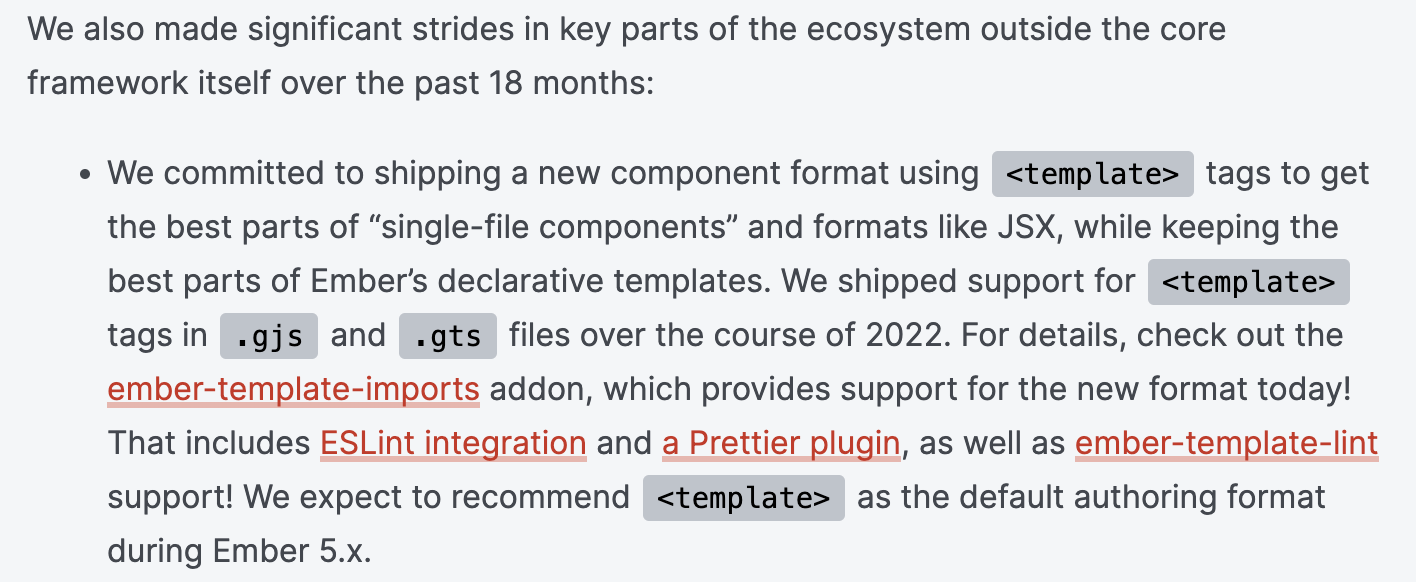 We also made significant strides in key parts of the ecosystem outside the core
framework itself over the past 18 months:
• We committed to shipping a new component format using <template> tags to get
the best parts of “single-file components” and formats like JSX, while keeping the
best parts of Ember’s declarative templates. We shipped support for <template>
tags in .gjs and .gts files over the course of 2022. For details, check out the
ember-template-imports addon, which provides support for the new format today!
That includes ESLint integration and a Prettier plugin, as well as ember-template-lint
support! We expect to recommend <template> as the default authoring format
during Ember 5.x.